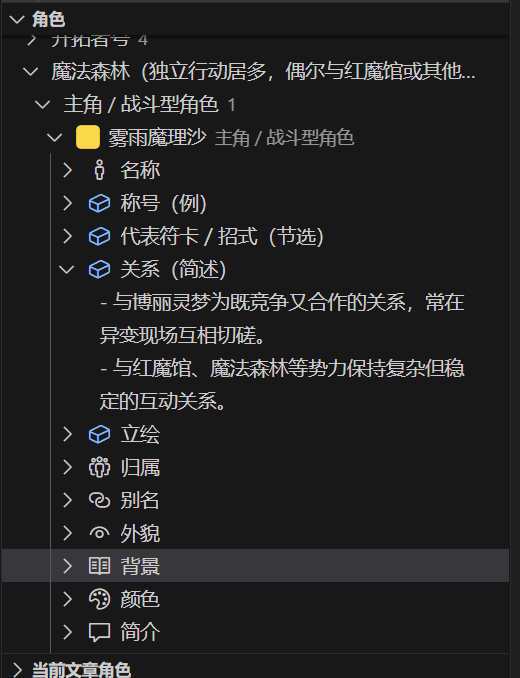 角色
开拓者号 4
魔法森林（独立行动居多，偶尔与红魔馆或其他...
主角 / 战斗型角色 1
雾雨魔理沙 主角 / 战斗型角色
名称
称号（例）
代表符卡 / 招式（节选）
关系（简述）
- 与博丽灵梦为既竞争又合作的关系，常在
异变现场互相切磋。
- 与红魔馆、魔法森林等势力保持复杂但稳
定的互动关系。
立绘
归属
别名
外貌
背景
颜色
简介
当前文章角色